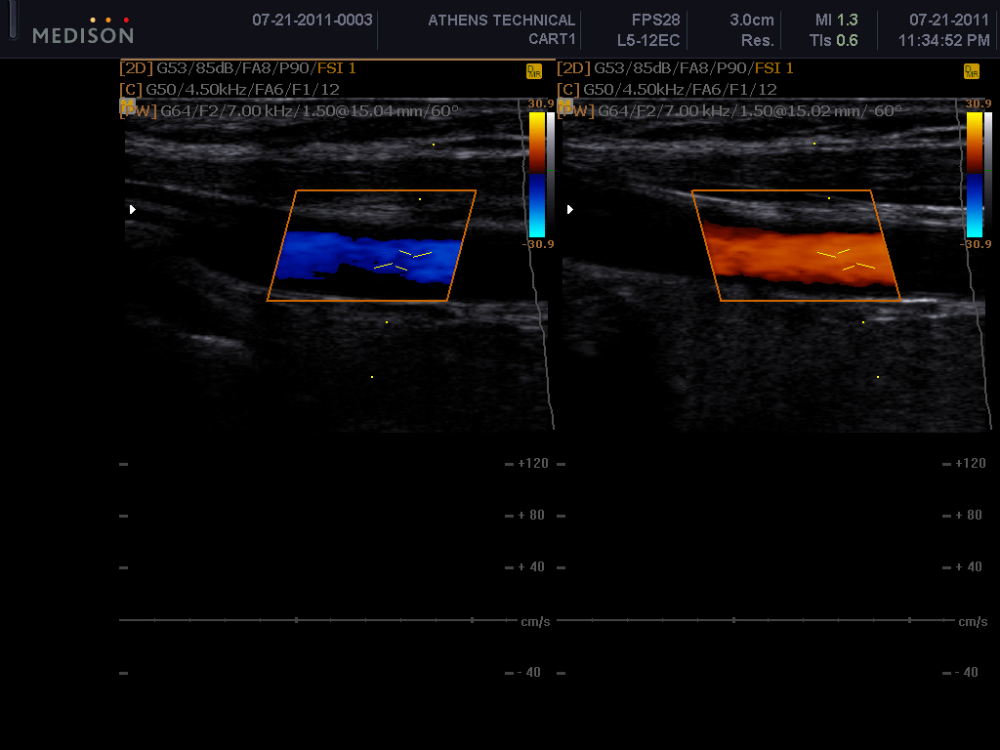 MEDISON
07-21-2011-0003
ATHENS TECHNICAL
CART1
FPS28
L5-12EC
3.0cm
Res.
MI 1.3
TIs 0.6
07-21-2011
11:34:52 PM
[2D] G53/85dB/FA8/P90/FSI 1
[C] G50/4.50kHz/FA6/F1/12
[PW] G64/F2/7.00 kHz/1.50@15.04 mm/60°
30.9
-30.9
[2D] G53/85dB/FA8/P90/FSI 1
[C] G50/4.50kHz/FA6/F1/12
[PW] G64/F2/7.00 kHz/1.50@15.02 mm/-60°
30.9
-30.9
+120
+ 80
+ 40
cm/s
- 40
+120
+ 80
+ 40
cm/s
- 40